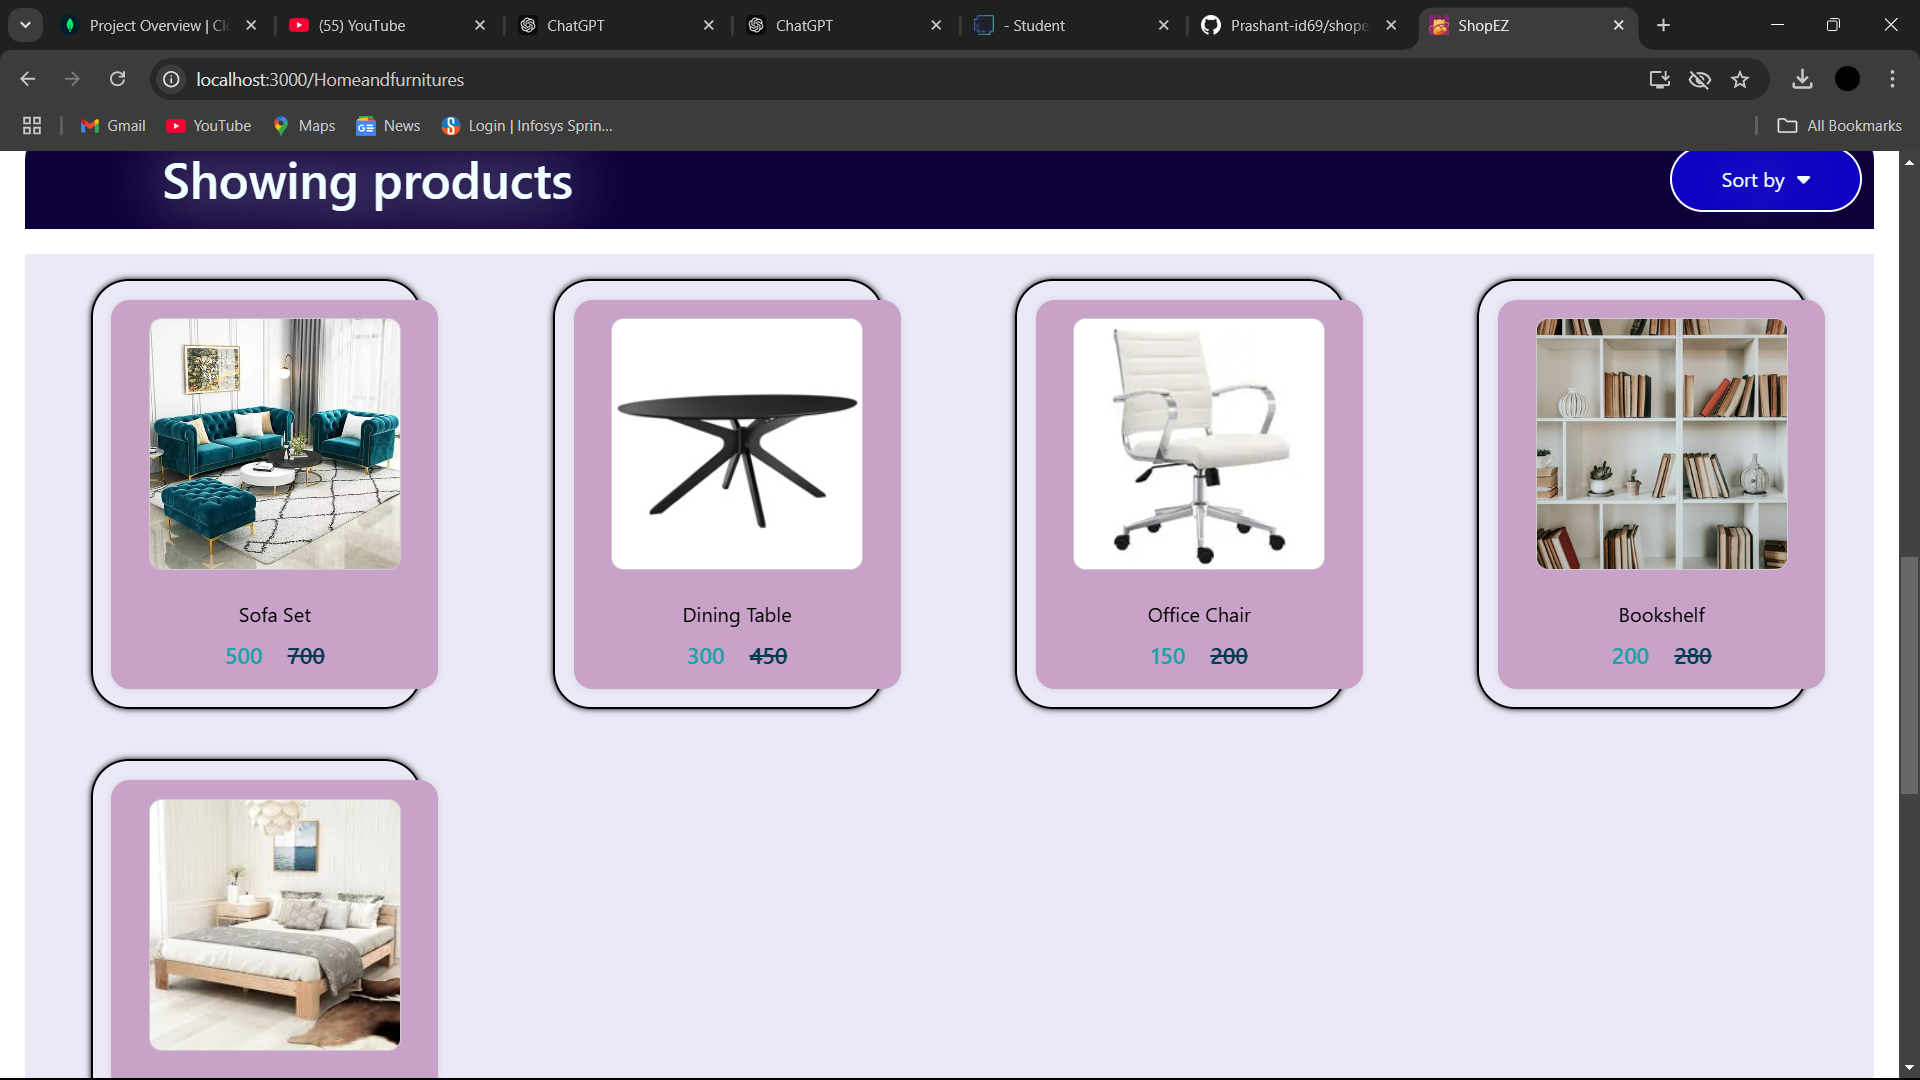 Project Overview | Clo
(55) YouTube
ChatGPT
ChatGPT
- Student
Prashant-id69/shope
ShopEZ
localhost:3000/Homeandfurnitures
Gmail
YouTube
Maps
News
Login | Infosys Sprin...
All Bookmarks
Showing products
Sort by
Sofa Set
500 700
Dining Table
300 450
Office Chair
150 200
Bookshelf
200 280